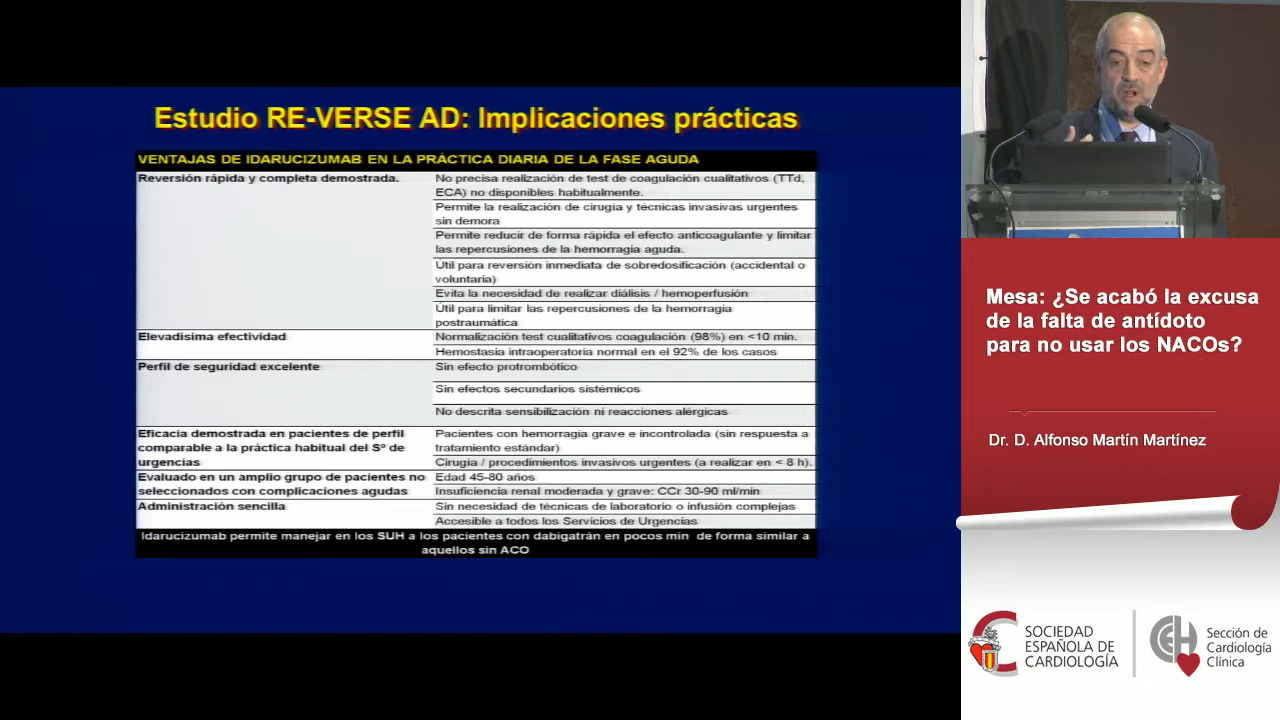 Estudio RE-VERSE AD: Implicaciones prácticas
VENTAJAS DE IDARUCIZUMAB EN LA PRÁCTICA DIARIA DE LA FASE AGUDA
Reversión rápida y completa demostrada.
No precisa realización de test de coagulación cualitativos (TTd,
ECA) no disponibles habitualmente.
Permite la realización de cirugía y técnicas invasivas urgentes
sin demora
Permite reducir de forma rápida el efecto anticoagulante y limitar
las repercusiones de la hemorragia aguda.
Útil para reversión inmediata de sobredosificación (accidental o
voluntaria)
Evita la necesidad de realizar diálisis / hemoperfusión
Útil para limitar las repercusiones de la hemorragia
postraumática
Elevadísima efectividad
Normalización test cualitativos coagulación (98%) en <10 min.
Hemostasia intraoperatoria normal en el 92% de los casos
Perfil de seguridad excelente
Sin efecto protrombótico
Sin efectos secundarios sistémicos
No descrita sensibilización ni reacciones alérgicas
Eficacia demostrada en pacientes de perfil
comparable a la práctica habitual del Sº de
urgencias
Pacientes con hemorragia grave e incontrolada (sin respuesta a
tratamiento estándar)
Cirugía / procedimientos invasivos urgentes (a realizar en < 8 h).
Evaluado en un amplio grupo de pacientes no
seleccionados con complicaciones agudas
Edad 45-80 años
Insuficiencia renal moderada y grave: CCr 30-90 ml/min
Administración sencilla
Sin necesidad de técnicas de laboratorio o infusión complejas
Accesible a todos los Servicios de Urgencias
Idarucizumab permite manejar en los SUH a los pacientes con dabigatrán en pocos min de forma similar a
aquellos sin ACO
Mesa: ¿Se acabó la excusa
de la falta de antídoto
para no usar los NACOs?
Dr. D. Alfonso Martín Martínez
SOCIEDAD
ESPAÑOLA DE
CARDIOLOGÍA
Sección de
Cardiología
Clínica